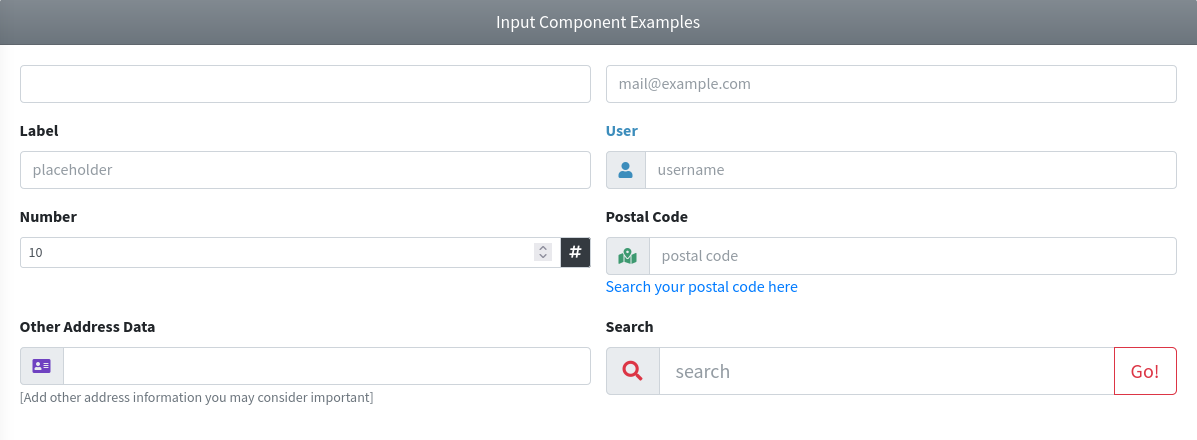 Input Component Examples
mail@example.com
Label
User
placeholder
username
Number
Postal Code
10
#
postal code
Search your postal code here
Other Address Data
Search
search
Go!
[Add other address information you may consider important]